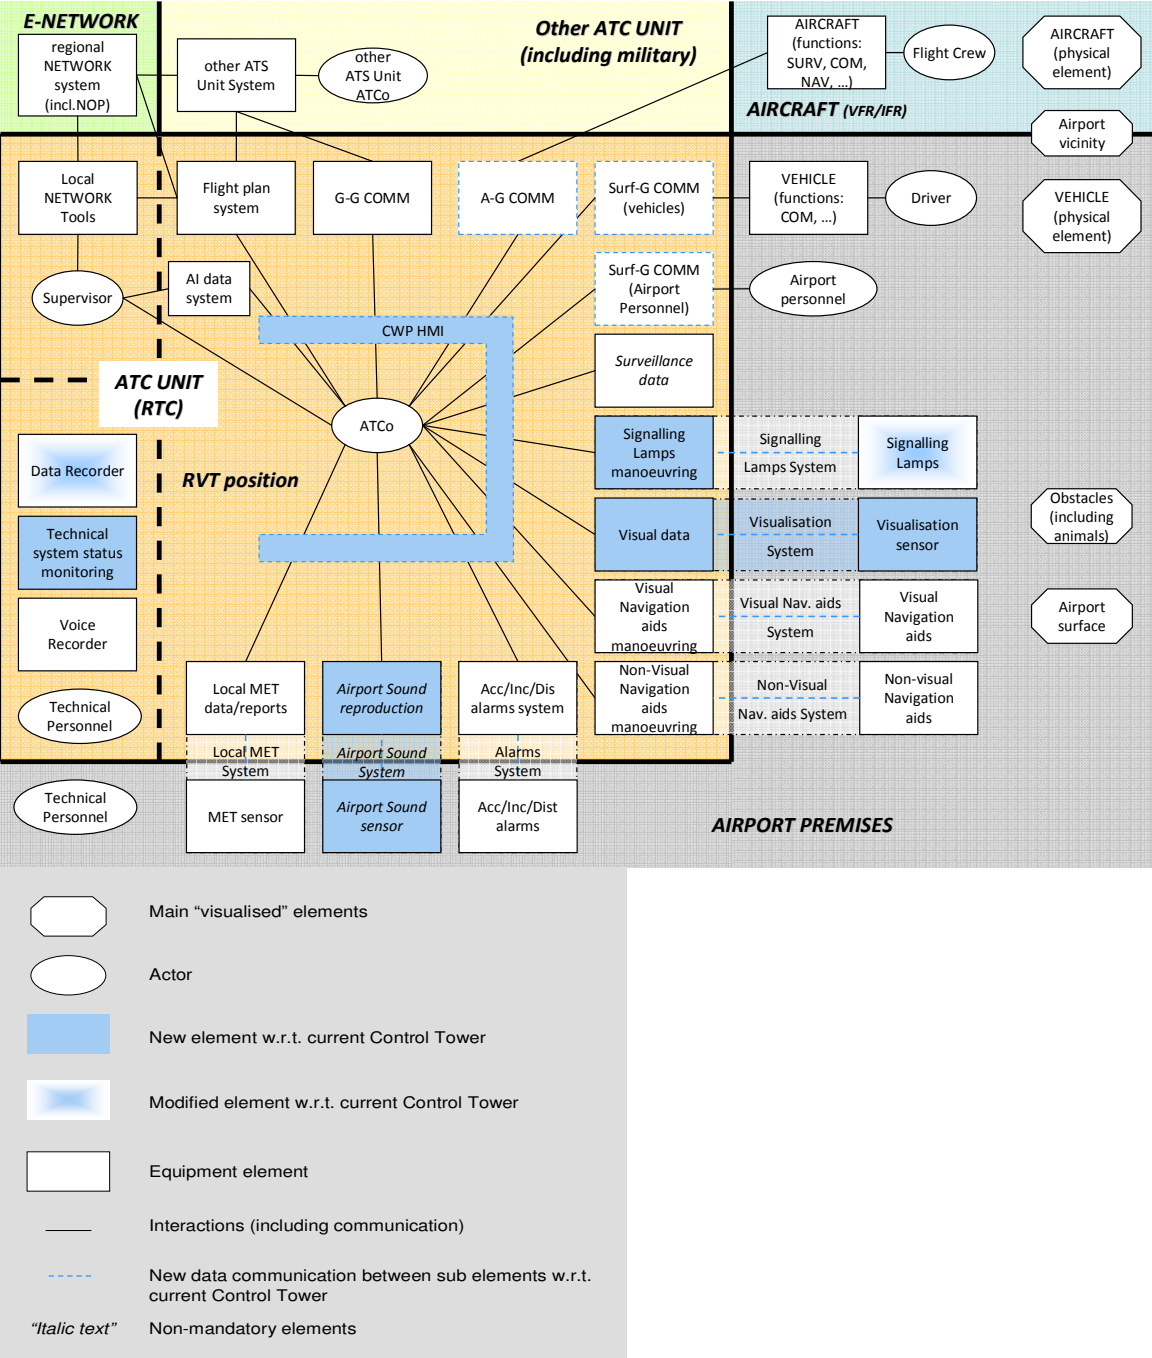 E-NETWORK
regional
NETWORK
system
(incl.NOP)
other ATS
Unit System
other
ATS Unit
ATCo
Other ATC UNIT
(including military)
AIRCRAFT
(functions:
SURV, COM,
NAV, ...)
Flight Crew
AIRCRAFT
(physical
element)
AIRCRAFT (VFR/IFR)
Airport
vicinity
Local
NETWORK
Tools
Flight plan
system
G-G COMM
A-G COMM
Surf-G COMM
(vehicles)
VEHICLE
(functions:
COM, ...)
Driver
VEHICLE
(physical
element)
Supervisor
AI data
system
Surf-G COMM
(Airport
Personnel)
Airport
personnel
CWP HMI
Surveillance
data
ATC UNIT
(RTC)
ATCo
Signalling
Lamps
manoeuvring
Signalling
Lamps System
Signalling
Lamps
Data Recorder
RVT position
Technical
system status
monitoring
Visual data
Visualisation
System
Visualisation
sensor
Obstacles
(including
animals)
Voice
Recorder
Visual
Navigation
aids
manoeuvring
Visual Nav. aids
System
Visual
Navigation
aids
Airport
surface
Technical
Personnel
Local MET
data/reports
Airport Sound
reproduction
Acc/Inc/Dis
alarms system
Non-Visual
Navigation
aids
manoeuvring
Non-Visual
Nav. aids System
Non-visual
Navigation
aids
Local MET
System
Airport Sound
System
Alarms
System
Technical
Personnel
MET sensor
Airport Sound
sensor
Acc/Inc/Dist
alarms
AIRPORT PREMISES
Main “visualised” elements
Actor
New element w.r.t. current Control Tower
Modified element w.r.t. current Control Tower
Equipment element
Interactions (including communication)
New data communication between sub elements w.r.t.
current Control Tower
“Italic text” Non-mandatory elements